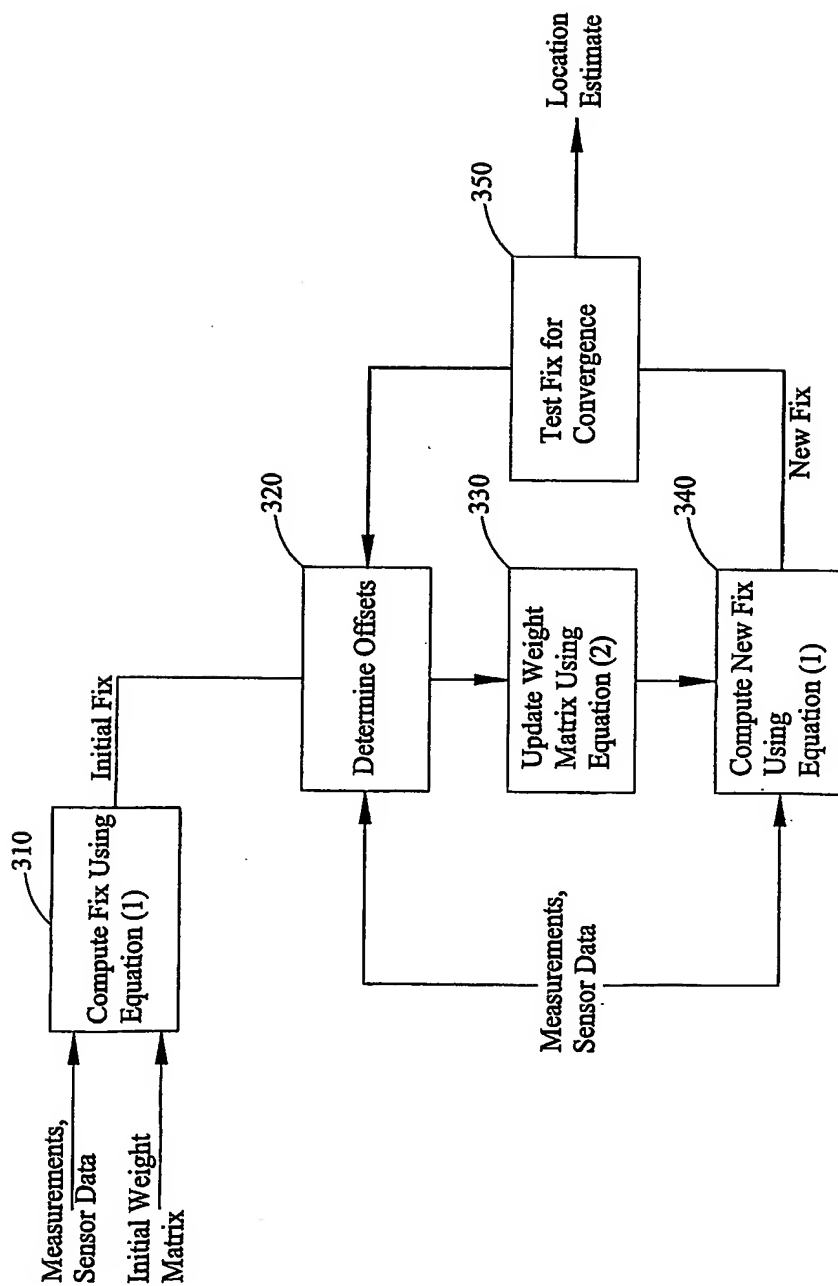 Measurements,
Sensor Data
Initial Weight
Matrix
310
Compute Fix Using
Equation (1)
Initial Fix
320
Determine Offsets
Measurements,
Sensor Data
330
Update Weight
Matrix Using
Equation (2)
340
Compute New Fix
Using
Equation (1)
New Fix
350
Test Fix for
Convergence
Location
Estimate